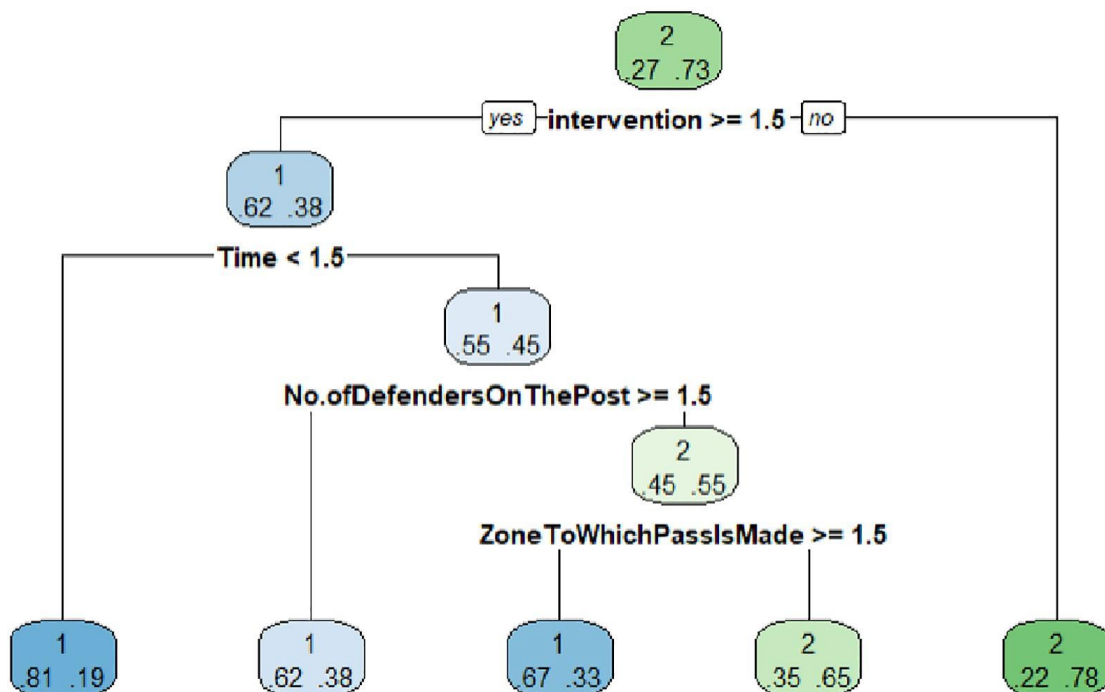 2
.27 .73
yes intervention >= 1.5 no
1
.62 .38
Time < 1.5
1
.55 .45
No.ofDefendersOnThePost >= 1.5
2
.45 .55
ZoneToWhichPassIsMade >= 1.5
1 1 1 2 2
.81 .19 .62 .38 .67 .33 .35 .65 .22 .78